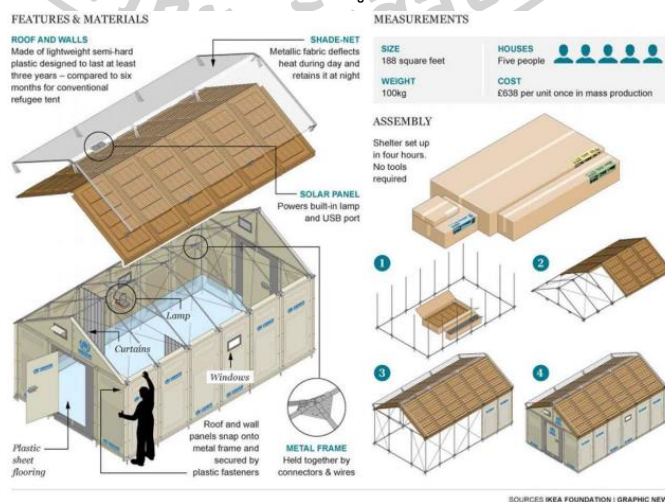 FEATURES & MATERIALS
ROOF AND WALLS
Made of lightweight semi-hard
plastic designed to last at least
three years – compared to six
months for conventional
refugee tent
SHADE-NET
Metallic fabric deflects
heat during day and
retains it at night
SOLAR PANEL
Powers built-in lamp
and USB port
Lamp
Curtains
Windows
Plastic
sheet
flooring
Roof and wall
panels snap onto
metal frame and
secured by
plastic fasteners
METAL FRAME
Held together by
connectors & wires
MEASUREMENTS
SIZE
188 square feet
HOUSES
Five people
WEIGHT
100kg
COST
£638 per unit once in mass production
ASSEMBLY
Shelter set up
in four hours.
No tools
required
1
2
3
4
SOURCES IKEA FOUNDATION | GRAPHIC NEW